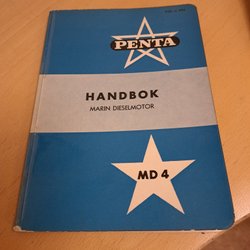 PENTA
HANDBOK
MARIN DIESELMOTOR
MD 4